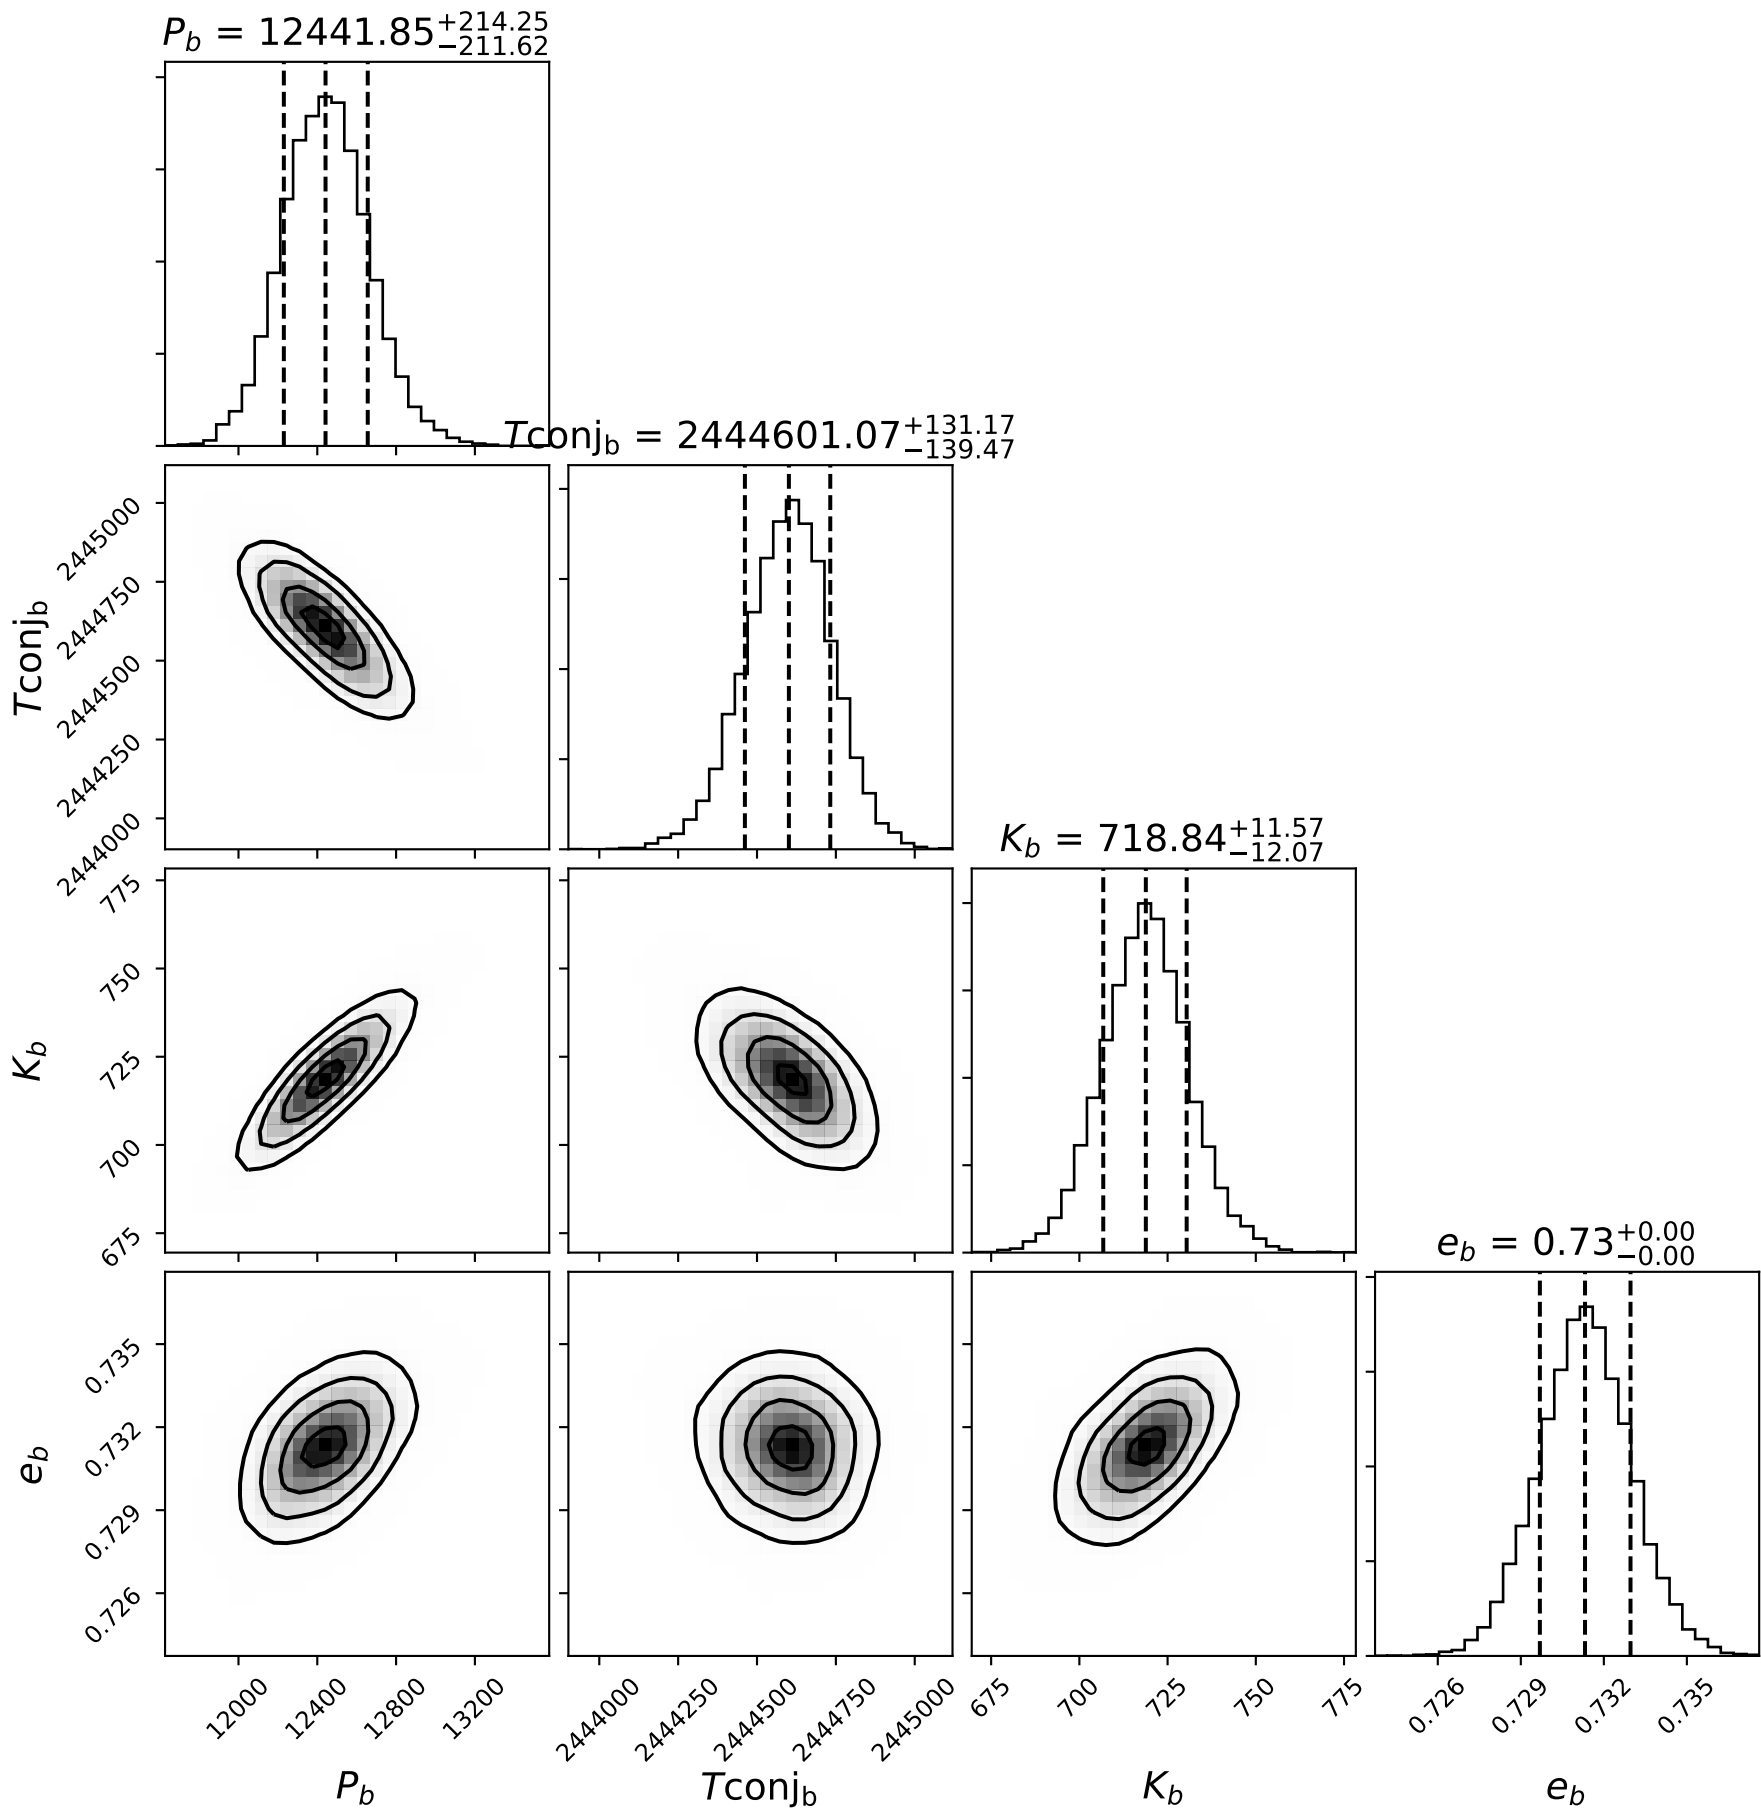 P_b = 12441.85 +214.25 −211.62
Tconj_b = 2444601.07 +131.17 −139.47
2445000
2444750
2444500
2444250
2444000
Tconj_b
K_b = 718.84 +11.57 −12.07
775
750
725
700
675
K_b
e_b = 0.73 +0.00 −0.00
0.735
0.732
0.729
0.726
e_b
12000 12400 12800 13200
2444000 2444250 2444500 2444750 2445000
675 700 725 750 775
0.726 0.729 0.732 0.735
P_b Tconj_b K_b e_b